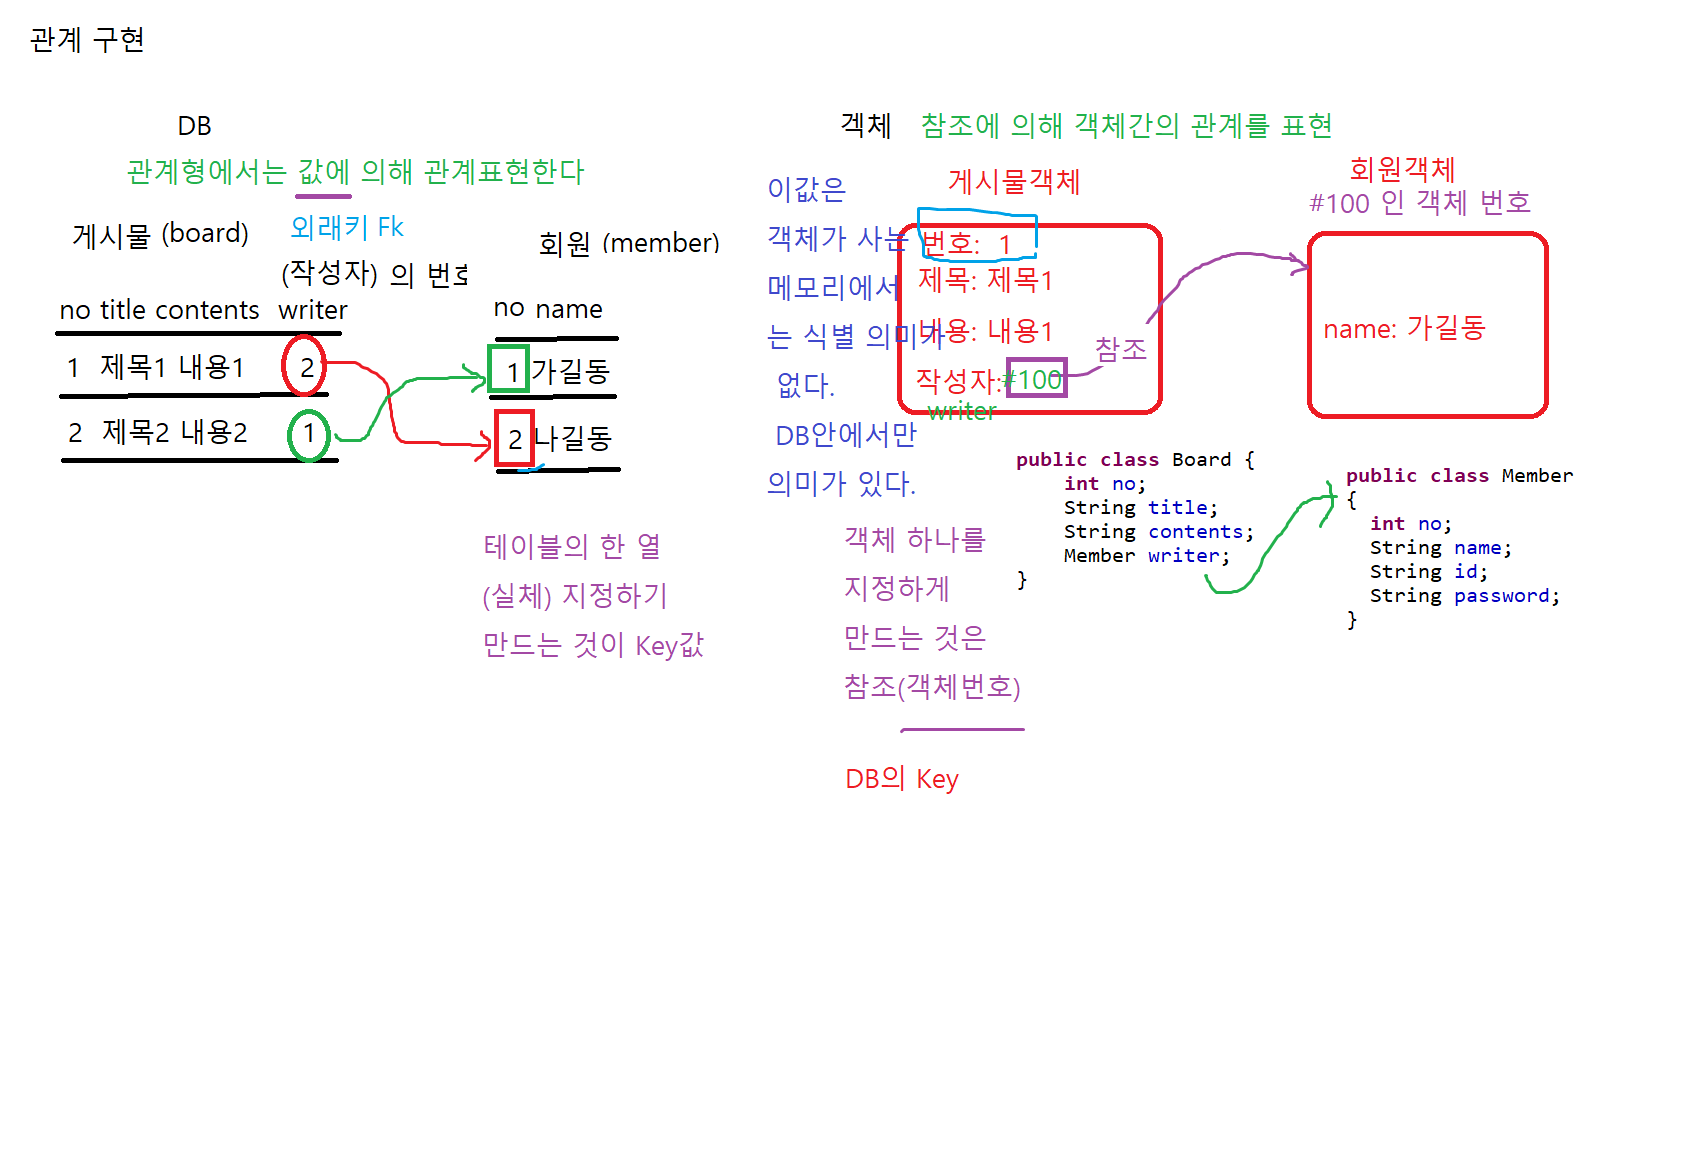 관계 구현
DB
관계형에서는 값에 의해 관계표현한다
게시물 (board)
외래키 Fk
(작성자) 의 번호
회원 (member)
no title contents writer
no name
1 제목1 내용1 2
1 가길동
2 제목2 내용2 1
2 나길동
테이블의 한 열
(실체) 지정하기
만드는 것이 Key값
겍체 참조에 의해 객체간의 관계를 표현
이값은
객체가 사는
메모리에서
는 식별 의미가
없다.
DB안에서만
의미가 있다.
게시물객체
번호: 1
제목: 제목1
내용: 내용1
작성자:#100
writer
참조
회원객체
#100 인 객체 번호
name: 가길동
public class Board {
int no;
String title;
String contents;
Member writer;
}
public class Member
{
int no;
String name;
String id;
String password;
}
객체 하나를
지정하게
만드는 것은
참조(객체번호)
DB의 Key